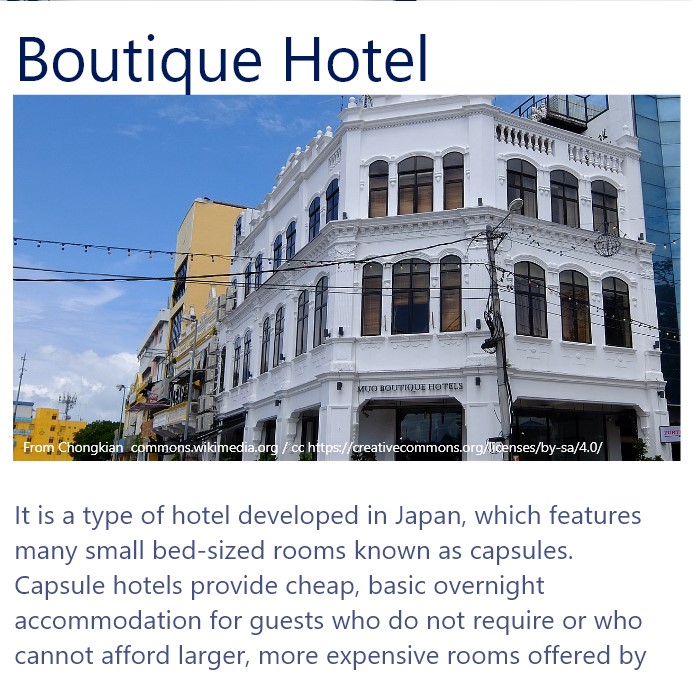 Boutique Hotel
MUO BOUTIQUE HOTELS
From Chongkian commons.wikimedia.org / cc https://creativecommons.org/licenses/by-sa/4.0/
It is a type of hotel developed in Japan, which features
many small bed-sized rooms known as capsules.
Capsule hotels provide cheap, basic overnight
accommodation for guests who do not require or who
cannot afford larger, more expensive rooms offered by